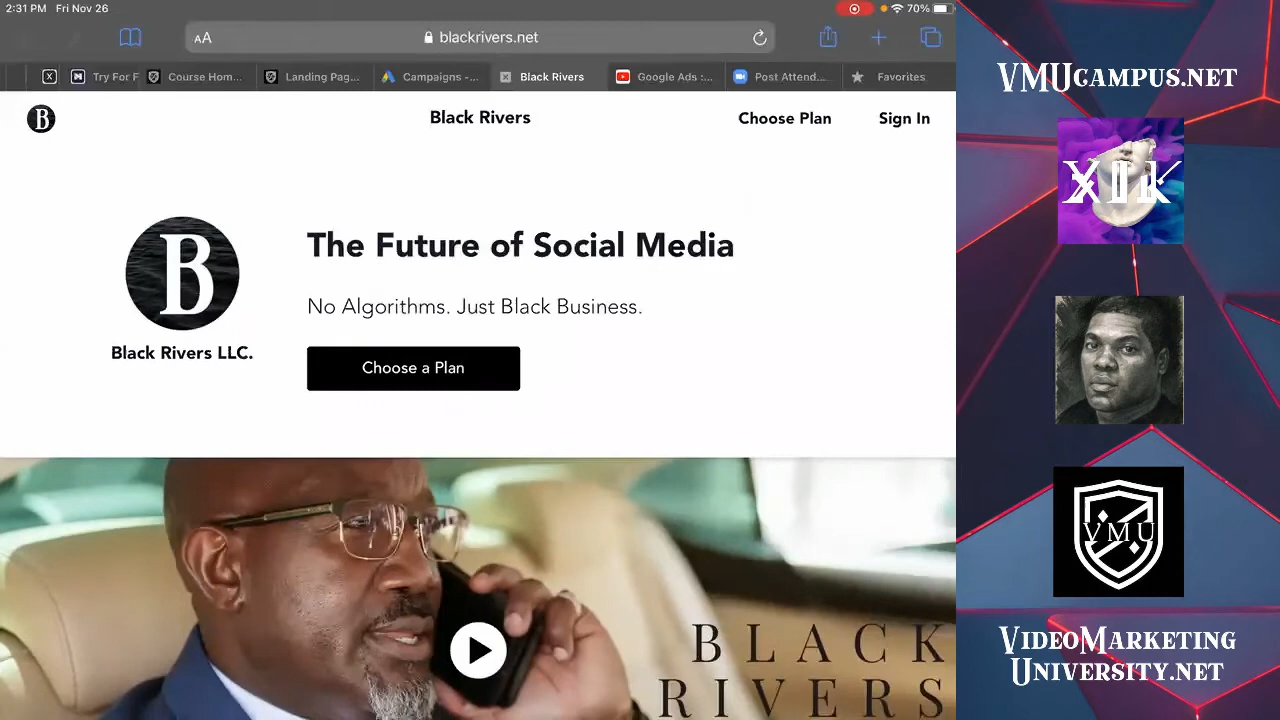 2:31 PM Fri Nov 26
70%
AA
blackrivers.net
X
Try For F
Course Hom...
Landing Pag...
Campaigns -...
Black Rivers
Google Ads :...
Post Attend...
Favorites
B
Black Rivers
Choose Plan
Sign In
B
Black Rivers LLC.
The Future of Social Media
No Algorithms. Just Black Business.
Choose a Plan
BLACK
RIVERS
VMUcampus.net
XIK
VMU
VideoMarketing
University.net